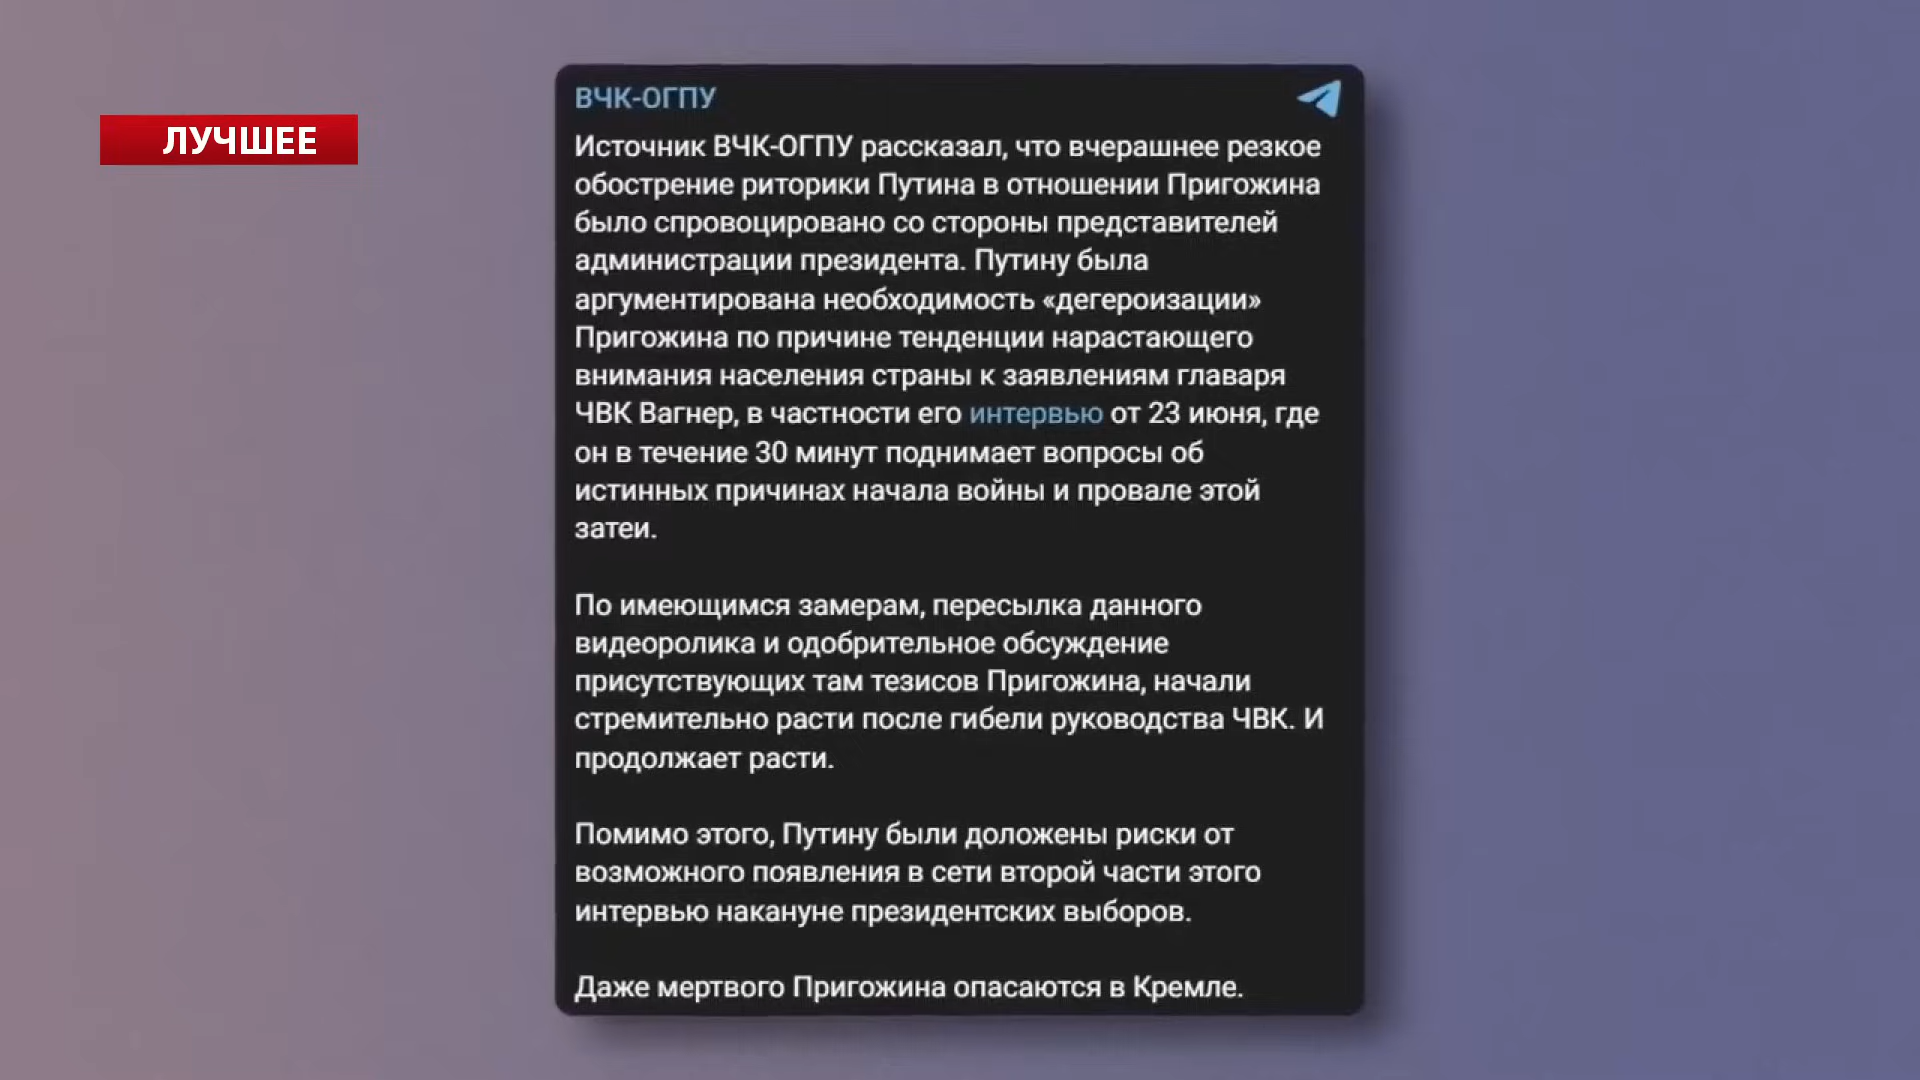 ЛУЧШЕЕ
ВЧК-ОГПУ
Источник ВЧК-ОГПУ рассказал, что вчерашнее резкое
обострение риторики Путина в отношении Пригожина
было спровоцировано со стороны представителей
администрации президента. Путину была
аргументирована необходимость «дегероизации»
Пригожина по причине тенденции нарастающего
внимания населения страны к заявлениям главаря
ЧВК Вагнер, в частности его интервью от 23 июня, где
он в течение 30 минут поднимает вопросы об
истинных причинах начала войны и провале этой
затеи.
По имеющимся замерам, пересылка данного
видеоролика и одобрительное обсуждение
присутствующих там тезисов Пригожина, начали
стремительно расти после гибели руководства ЧВК. И
продолжает расти.
Помимо этого, Путину были доложены риски от
возможного появления в сети второй части этого
интервью накануне президентских выборов.
Даже мертвого Пригожина опасаются в Кремле.